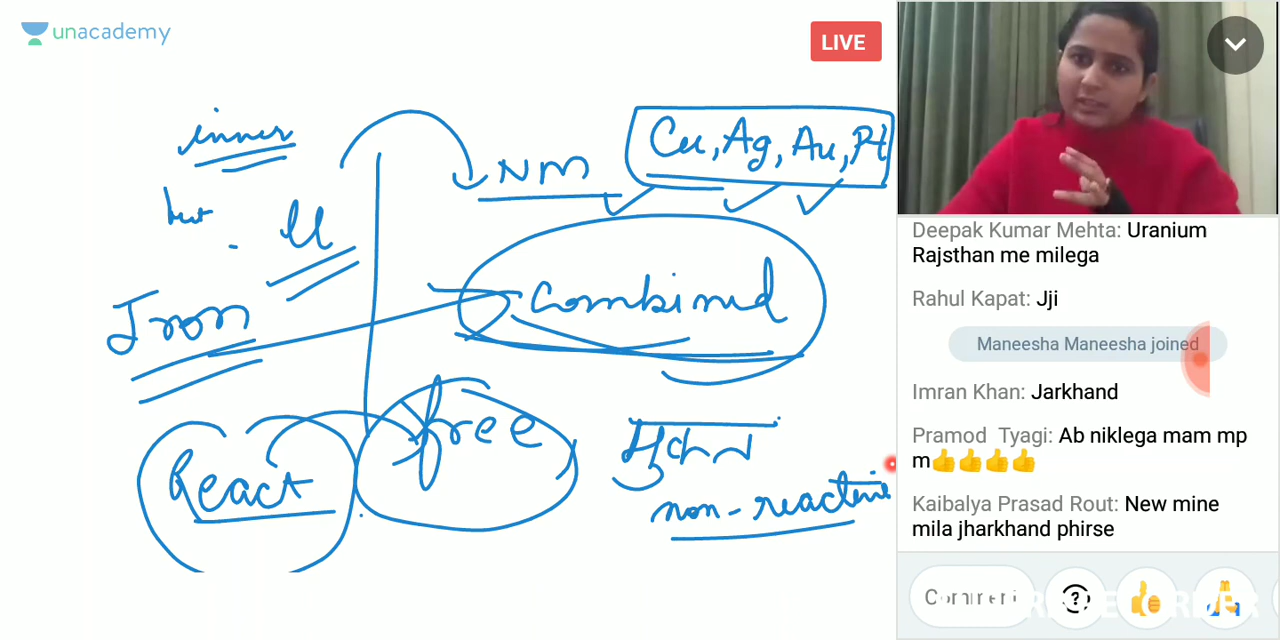 unacademy
LIVE
inner
NM
Cu, Ag, Au, Pt
but
U
Iron
Combined
free
React
non-reactive
Deepak Kumar Mehta: Uranium
Rajsthan me milega
Rahul Kapat: Jji
Maneesha Maneesha joined
Imran Khan: Jarkhand
Pramod Tyagi: Ab niklega mam mp
m👍👍👍👍
Kaibalya Prasad Rout: New mine
mila jharkhand phirse
Comment